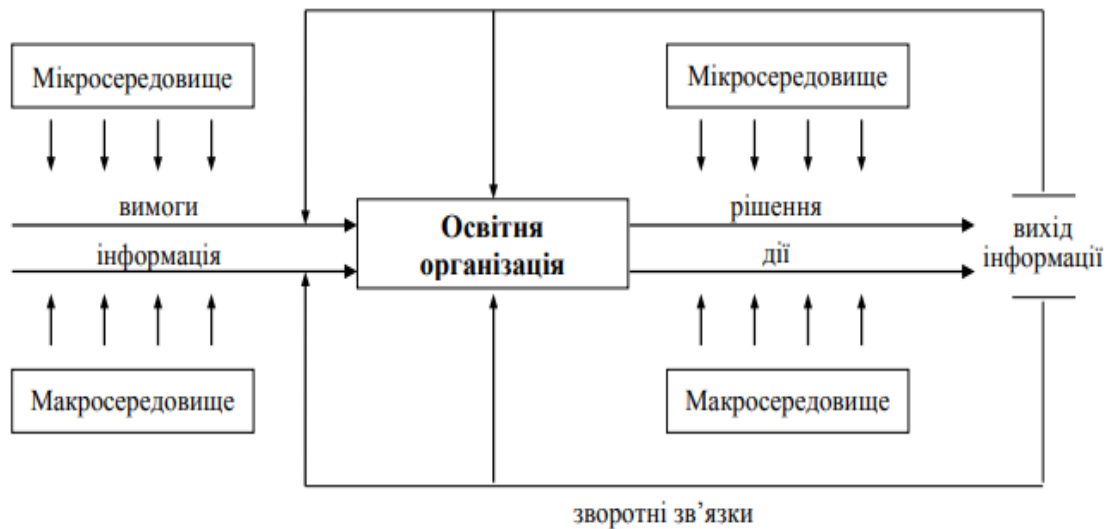 Мікросередовище
Мікросередовище
вимоги
Освітня
організація
рішення
вихід
інформації
інформація
дії
Макросередовище
Макросередовище
зворотні зв’язки